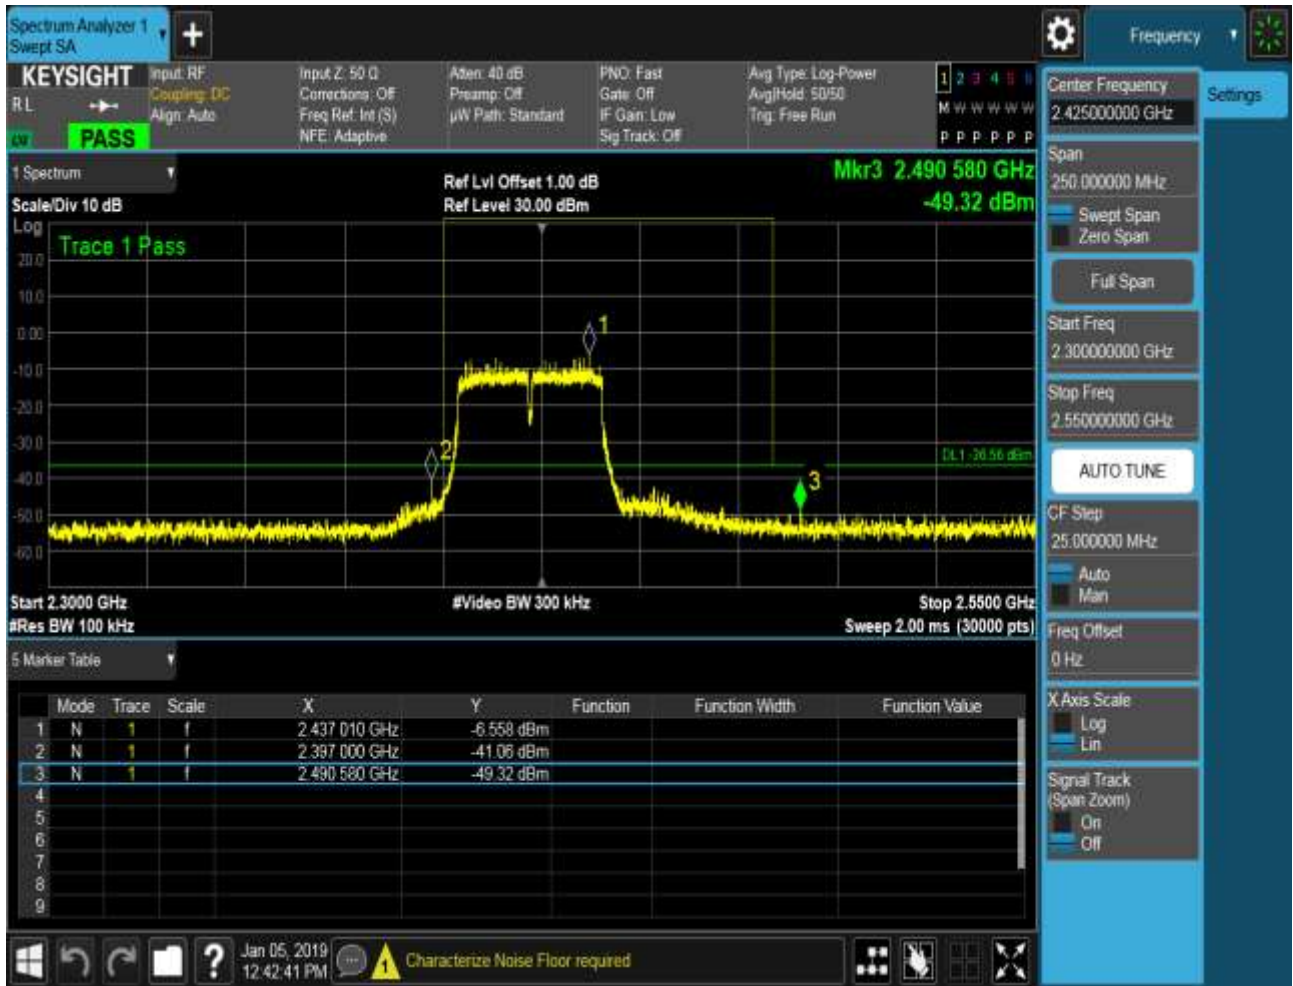 Spectrum Analyzer 1
Swept SA
Frequency
KEYSIGHT
R L
PASS
Input: RF
Coupling: DC
Align: Auto
Input Z: 50 Ω
Corrections: Off
Freq Ref: Int (S)
NFE: Adaptive
Atten: 40 dB
Preamp: Off
µW Path: Standard
PNO: Fast
Gate: Off
IF Gain: Low
Sig Track: Off
Avg Type: Log-Power
Avg|Hold: 50/50
Trig: Free Run
1 2 3 4 5 6
M W W W W W
P P P P P P
Center Frequency
2.425000000 GHz
Settings
1 Spectrum
Scale/Div 10 dB
Ref Lvl Offset 1.00 dB
Ref Level 30.00 dBm
Mkr3 2.490 580 GHz
-49.32 dBm
Log
Trace 1 Pass
20.0
10.0
0.00
-10.0
-20.0
-30.0
-40.0
-50.0
-60.0
1
2
3
DL1 -36.56 dBm
Start 2.3000 GHz
#Res BW 100 kHz
#Video BW 300 kHz
Stop 2.5500 GHz
Sweep 2.00 ms (30000 pts)
Span
250.000000 MHz
Swept Span
Zero Span
Full Span
Start Freq
2.300000000 GHz
Stop Freq
2.550000000 GHz
AUTO TUNE
CF Step
25.000000 MHz
Auto
Man
Freq Offset
0 Hz
X Axis Scale
Log
Lin
Signal Track
(Span Zoom)
On
Off
5 Marker Table
Mode Trace Scale X Y Function Function Width Function Value
1 N 1 f 2.437 010 GHz -6.558 dBm
2 N 1 f 2.397 000 GHz -41.06 dBm
3 N 1 f 2.490 580 GHz -49.32 dBm
4
5
6
7
8
9
?
Jan 05, 2019
12:42:41 PM
1
Characterize Noise Floor required